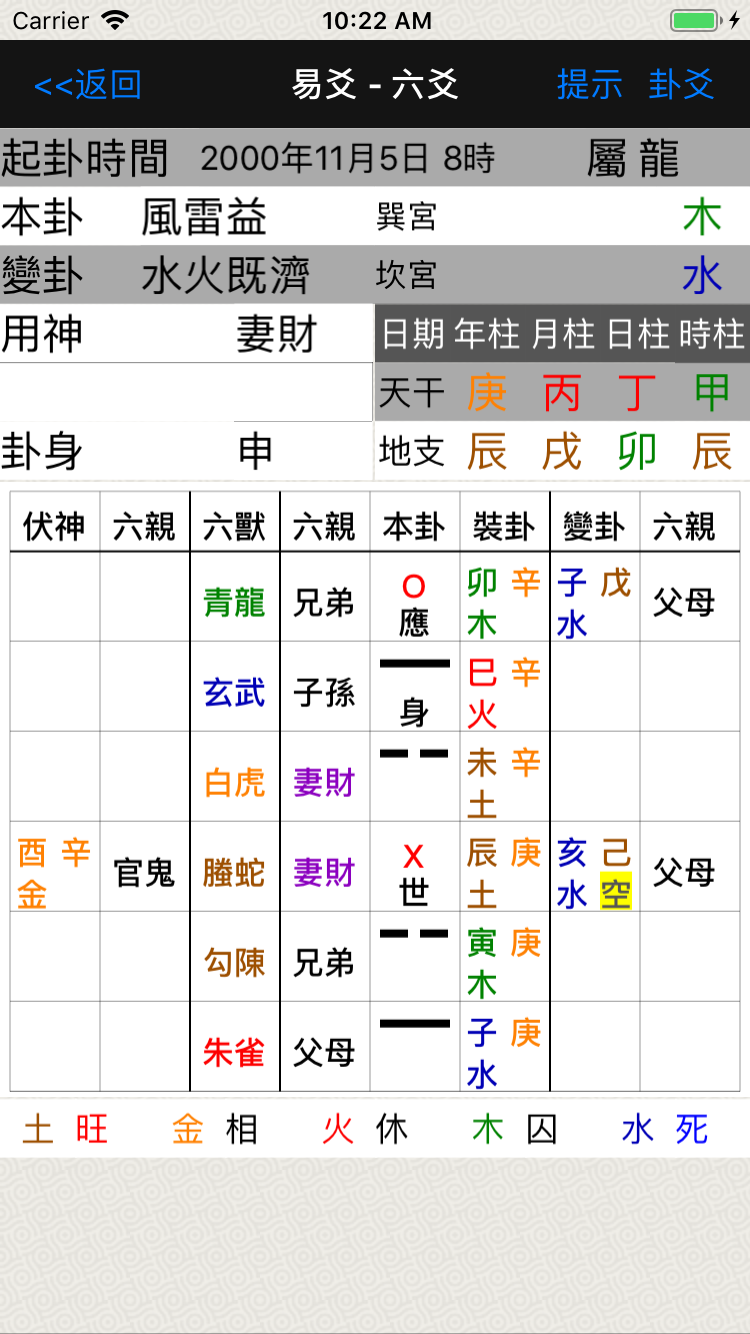 Carrier 10:22 AM
<<返回 易爻 - 六爻 提示 卦爻
起卦時間 2000年11月5日 8時 屬 龍
本卦 風雷益 巽宮 木
變卦 水火既濟 坎宮 水
用神 妻財 日期 年柱 月柱 日柱 時柱
天干 庚 丙 丁 甲
卦身 申 地支 辰 戌 卯 辰
伏神 六親 六獸 六親 本卦 裝卦 變卦 六親
青龍 兄弟 O 應 卯 辛 木 子 戊 水 父母
玄武 子孫 身 巳 辛 火
白虎 妻財 未 辛 土
酉 辛 金 官鬼 螣蛇 妻財 X 世 辰 庚 土 亥 己 水 空 父母
勾陳 兄弟 寅 庚 木
朱雀 父母 子 庚 水
土 旺 金 相 火 休 木 囚 水 死